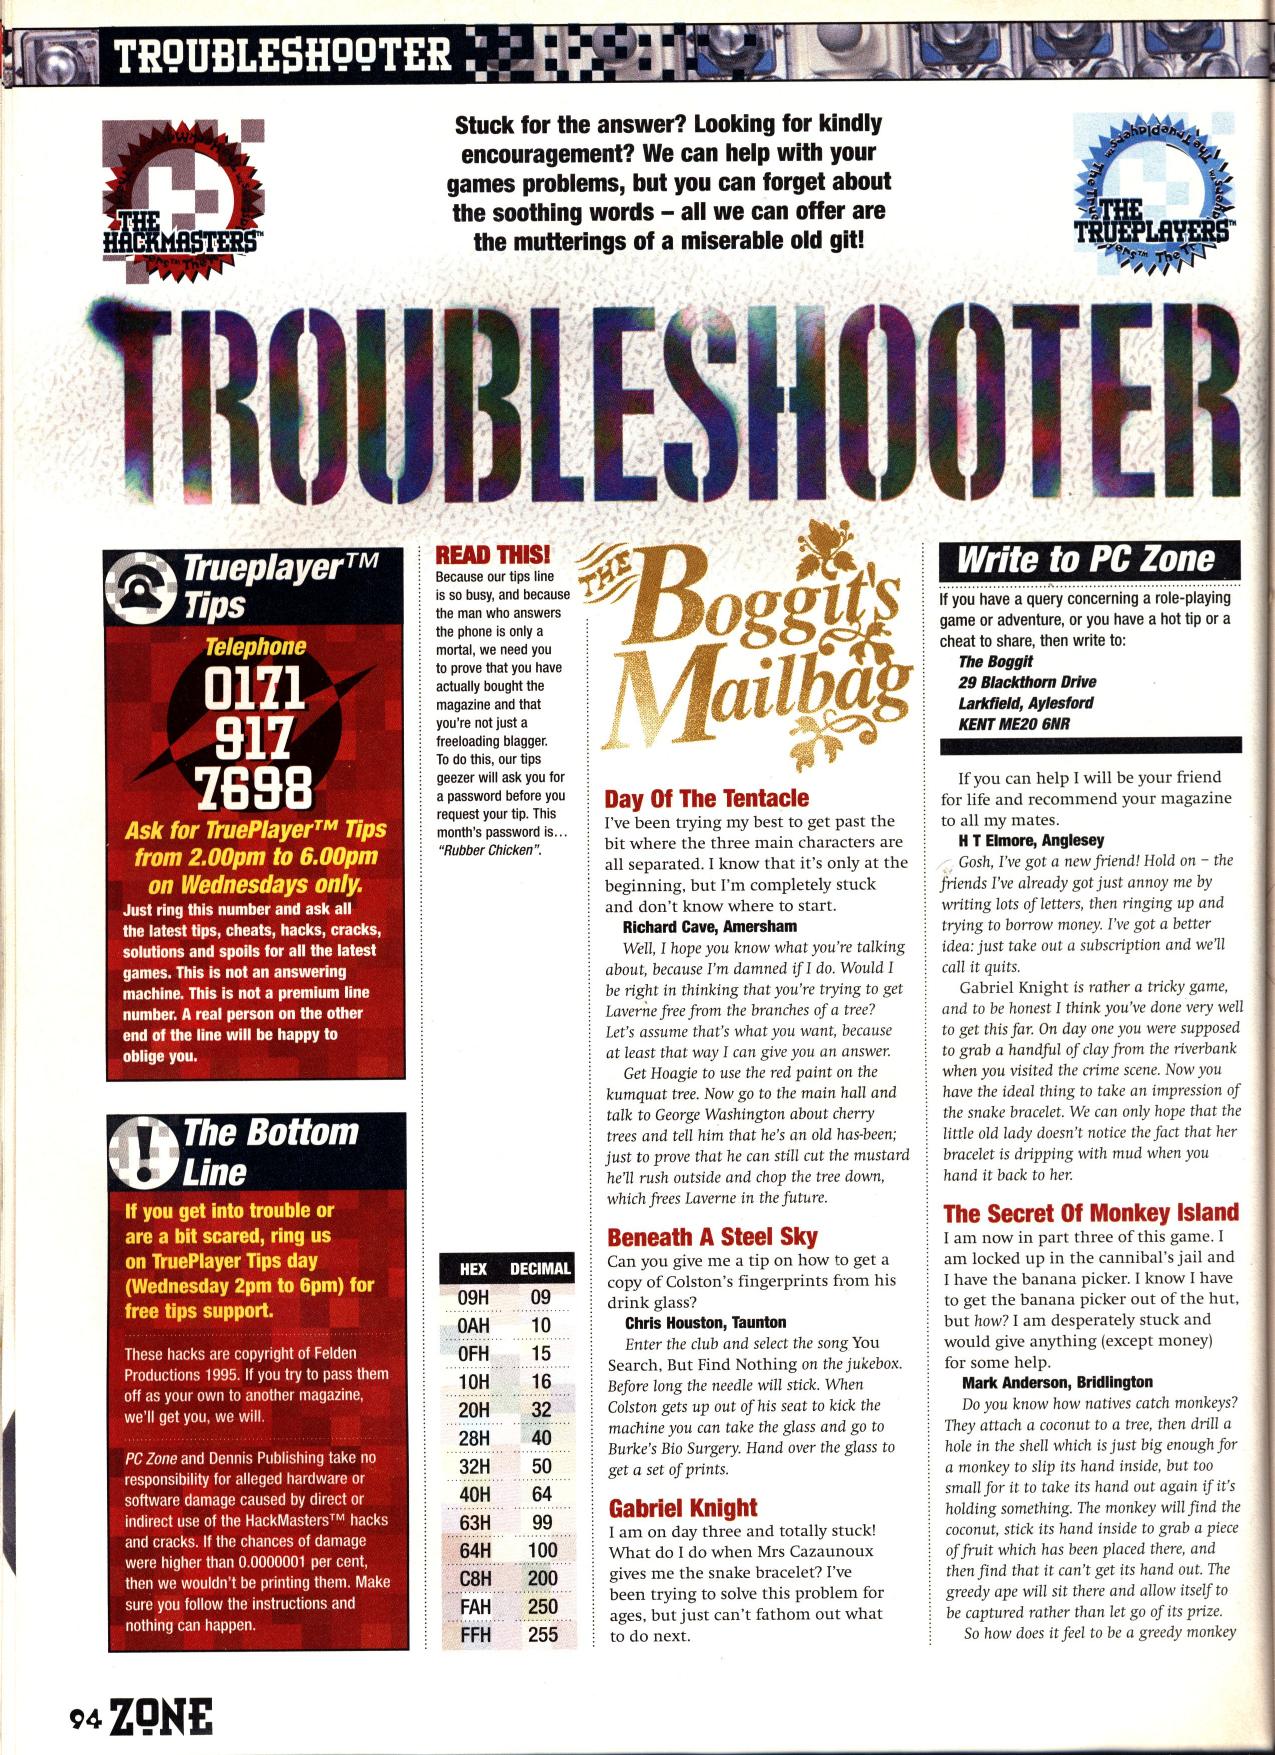 TROUBLESHOOTER
THE
HACKMASTERS™
Stuck for the answer? Looking for kindly
encouragement? We can help with your
games problems, but you can forget about
the soothing words – all we can offer are
the mutterings of a miserable old git!
THE
TRUEPLAYERS™
TROUBLESHOOTER
Trueplayer™
Tips
Telephone
0171
917
7698
Ask for TruePlayer™ Tips
from 2.00pm to 6.00pm
on Wednesdays only.
Just ring this number and ask all
the latest tips, cheats, hacks, cracks,
solutions and spoils for all the latest
games. This is not an answering
machine. This is not a premium line
number. A real person on the other
end of the line will be happy to
oblige you.
The Bottom
Line
If you get into trouble or
are a bit scared, ring us
on TruePlayer Tips day
(Wednesday 2pm to 6pm) for
free tips support.
These hacks are copyright of Felden
Productions 1995. If you try to pass them
off as your own to another magazine,
we'll get you, we will.
PC Zone and Dennis Publishing take no
responsibility for alleged hardware or
software damage caused by direct or
indirect use of the HackMasters™ hacks
and cracks. If the chances of damage
were higher than 0.0000001 per cent,
then we wouldn't be printing them. Make
sure you follow the instructions and
nothing can happen.
READ THIS!
Because our tips line
is so busy, and because
the man who answers
the phone is only a
mortal, we need you
to prove that you have
actually bought the
magazine and that
you're not just a
freeloading blagger.
To do this, our tips
geezer will ask you for
a password before you
request your tip. This
month's password is...
"Rubber Chicken".
HEX DECIMAL
09H 09
0AH 10
0FH 15
10H 16
20H 32
28H 40
32H 50
40H 64
63H 99
64H 100
C8H 200
FAH 250
FFH 255
THE
Boggit's
Mailbag
Day Of The Tentacle
I've been trying my best to get past the
bit where the three main characters are
all separated. I know that it's only at the
beginning, but I'm completely stuck
and don't know where to start.
Richard Cave, Amersham
Well, I hope you know what you're talking
about, because I'm damned if I do. Would I
be right in thinking that you're trying to get
Laverne free from the branches of a tree?
Let's assume that's what you want, because
at least that way I can give you an answer.
Get Hoagie to use the red paint on the
kumquat tree. Now go to the main hall and
talk to George Washington about cherry
trees and tell him that he's an old has-been;
just to prove that he can still cut the mustard
he'll rush outside and chop the tree down,
which frees Laverne in the future.
Beneath A Steel Sky
Can you give me a tip on how to get a
copy of Colston's fingerprints from his
drink glass?
Chris Houston, Taunton
Enter the club and select the song You
Search, But Find Nothing on the jukebox.
Before long the needle will stick. When
Colston gets up out of his seat to kick the
machine you can take the glass and go to
Burke's Bio Surgery. Hand over the glass to
get a set of prints.
Gabriel Knight
I am on day three and totally stuck!
What do I do when Mrs Cazaunoux
gives me the snake bracelet? I've
been trying to solve this problem for
ages, but just can't fathom out what
to do next.
Write to PC Zone
If you have a query concerning a role-playing
game or adventure, or you have a hot tip or a
cheat to share, then write to:
The Boggit
29 Blackthorn Drive
Larkfield, Aylesford
KENT ME20 6NR
If you can help I will be your friend
for life and recommend your magazine
to all my mates.
H T Elmore, Anglesey
Gosh, I've got a new friend! Hold on – the
friends I've already got just annoy me by
writing lots of letters, then ringing up and
trying to borrow money. I've got a better
idea: just take out a subscription and we'll
call it quits.
Gabriel Knight is rather a tricky game,
and to be honest I think you've done very well
to get this far. On day one you were supposed
to grab a handful of clay from the riverbank
when you visited the crime scene. Now you
have the ideal thing to take an impression of
the snake bracelet. We can only hope that the
little old lady doesn't notice the fact that her
bracelet is dripping with mud when you
hand it back to her.
The Secret Of Monkey Island
I am now in part three of this game. I
am locked up in the cannibal's jail and
I have the banana picker. I know I have
to get the banana picker out of the hut,
but how? I am desperately stuck and
would give anything (except money)
for some help.
Mark Anderson, Bridlington
Do you know how natives catch monkeys?
They attach a coconut to a tree, then drill a
hole in the shell which is just big enough for
a monkey to slip its hand inside, but too
small for it to take its hand out again if it's
holding something. The monkey will find the
coconut, stick its hand inside to grab a piece
of fruit which has been placed there, and
then find that it can't get its hand out. The
greedy ape will sit there and allow itself to
be captured rather than let go of its prize.
So how does it feel to be a greedy monkey
94 ZONE